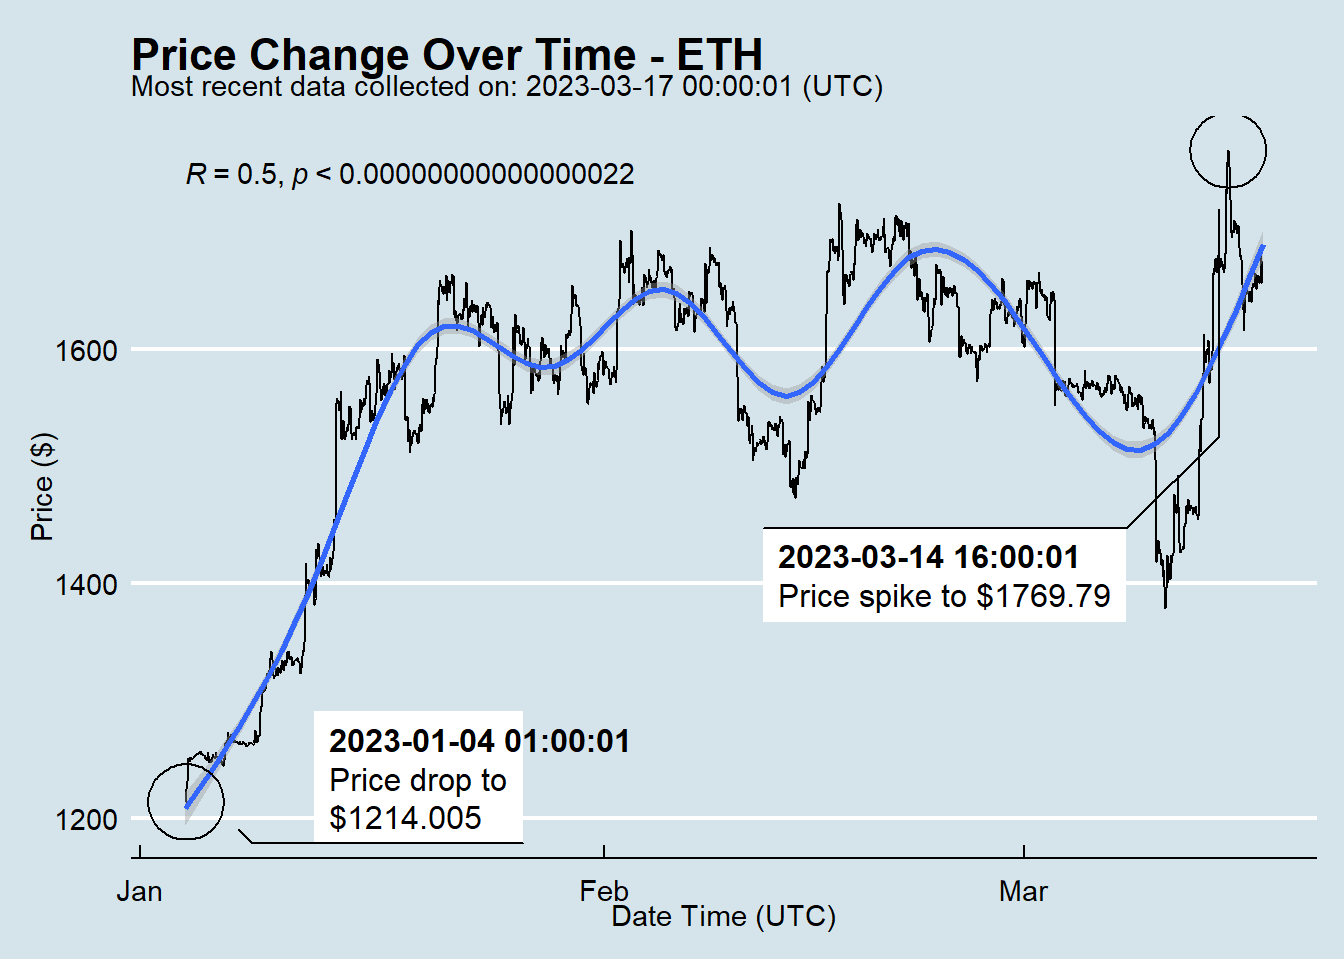 Price Change Over Time - ETH
Most recent data collected on: 2023-03-17 00:00:01 (UTC)
R = 0.5, p < 0.00000000000000022
Price ($)
1600
1400
1200
2023-03-14 16:00:01
Price spike to $1769.79
2023-01-04 01:00:01
Price drop to
$1214.005
Jan
Feb
Mar
Date Time (UTC)